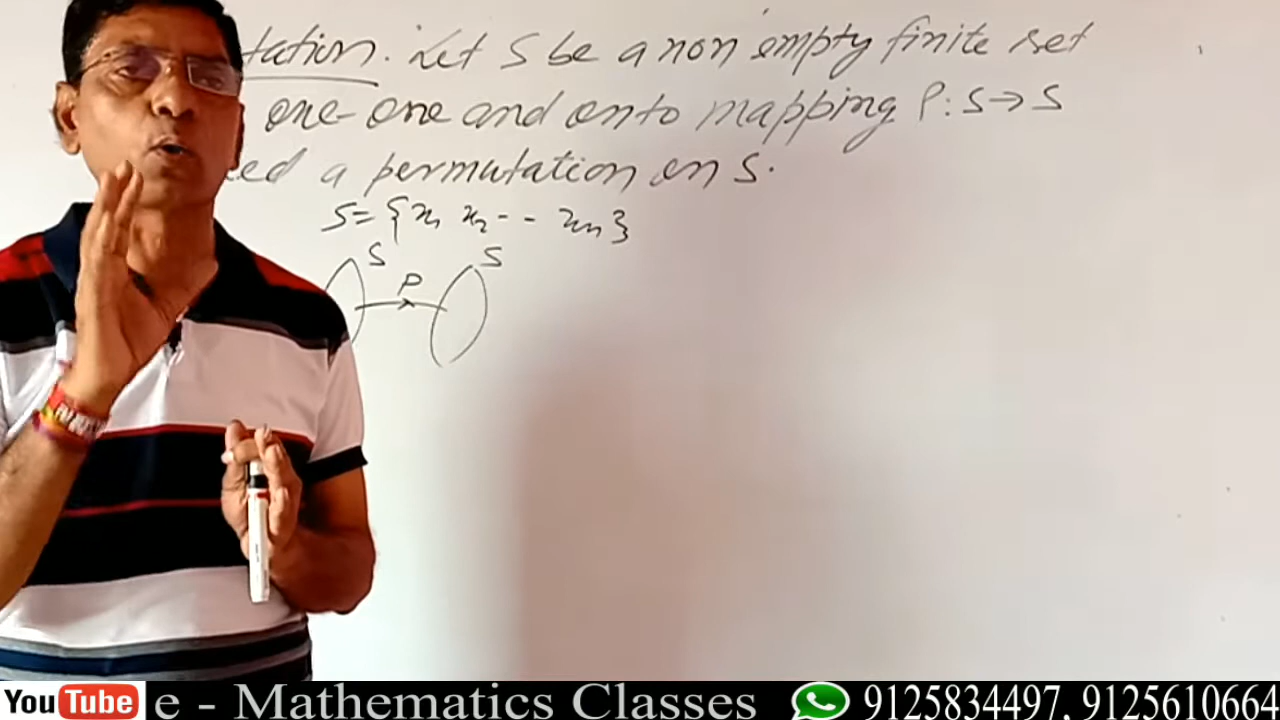 tation. Let S be a non empty finite set
one-one and onto mapping P: S→S
ed a permutation on S.
S={x₁ x₂ -- xₙ}
S S
P
YouTube e - Mathematics Classes 9125834497, 9125610664